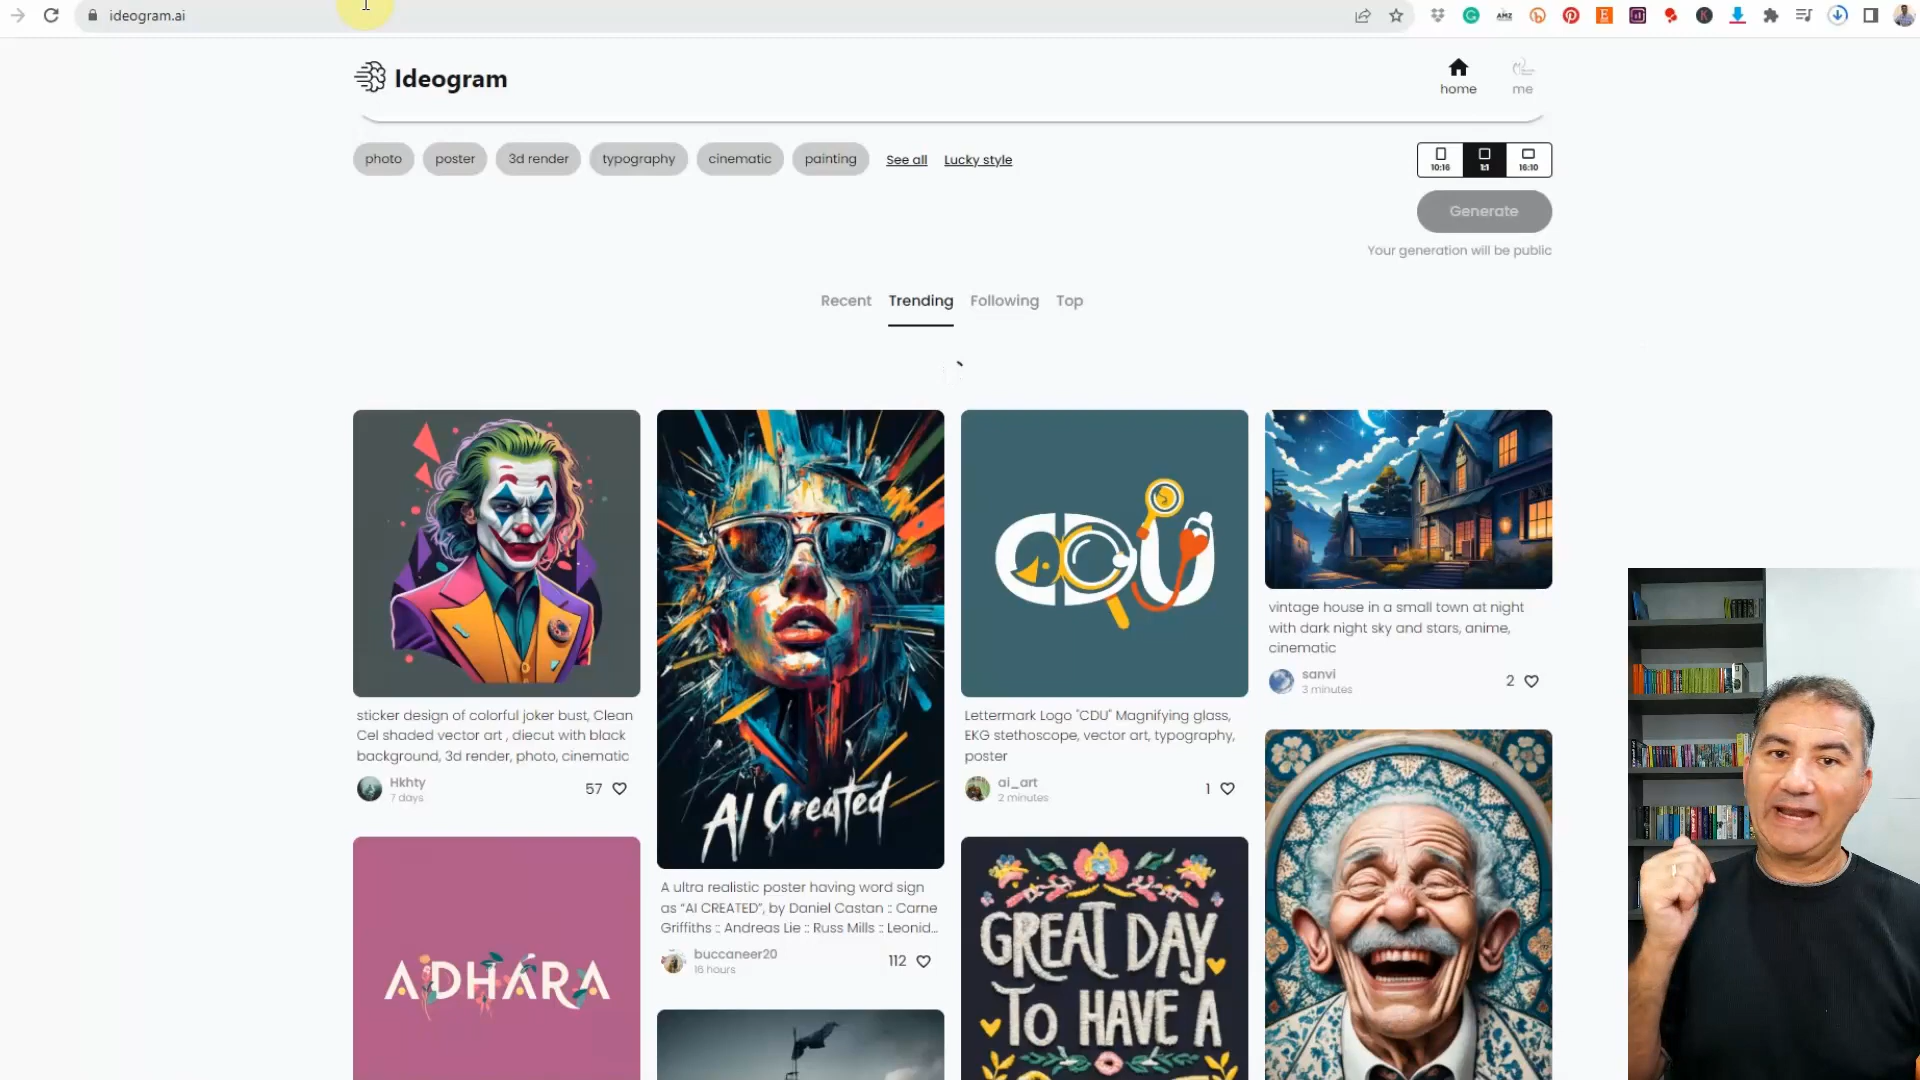 ideogram.ai
Ideogram
home
me
photo
poster
3d render
typography
cinematic
painting
See all
Lucky style
10:16
1:1
16:10
Generate
Your generation will be public
Recent
Trending
Following
Top
sticker design of colorful joker bust, Clean
Cel shaded vector art , diecut with black
background, 3d render, photo, cinematic
Hkhty
7 days
57
ADHARA
AI Created
A ultra realistic poster having word sign
as “AI CREATED”, by Daniel Castan :: Carne
Griffiths :: Andreas Lie :: Russ Mills :: Leonid...
buccaneer20
16 hours
112
CDU
Lettermark Logo "CDU" Magnifying glass,
EKG stethoscope, vector art, typography,
poster
ai_art
2 minutes
1
GREAT DAY
TO HAVE A
vintage house in a small town at night
with dark night sky and stars, anime,
cinematic
sanvi
3 minutes
2